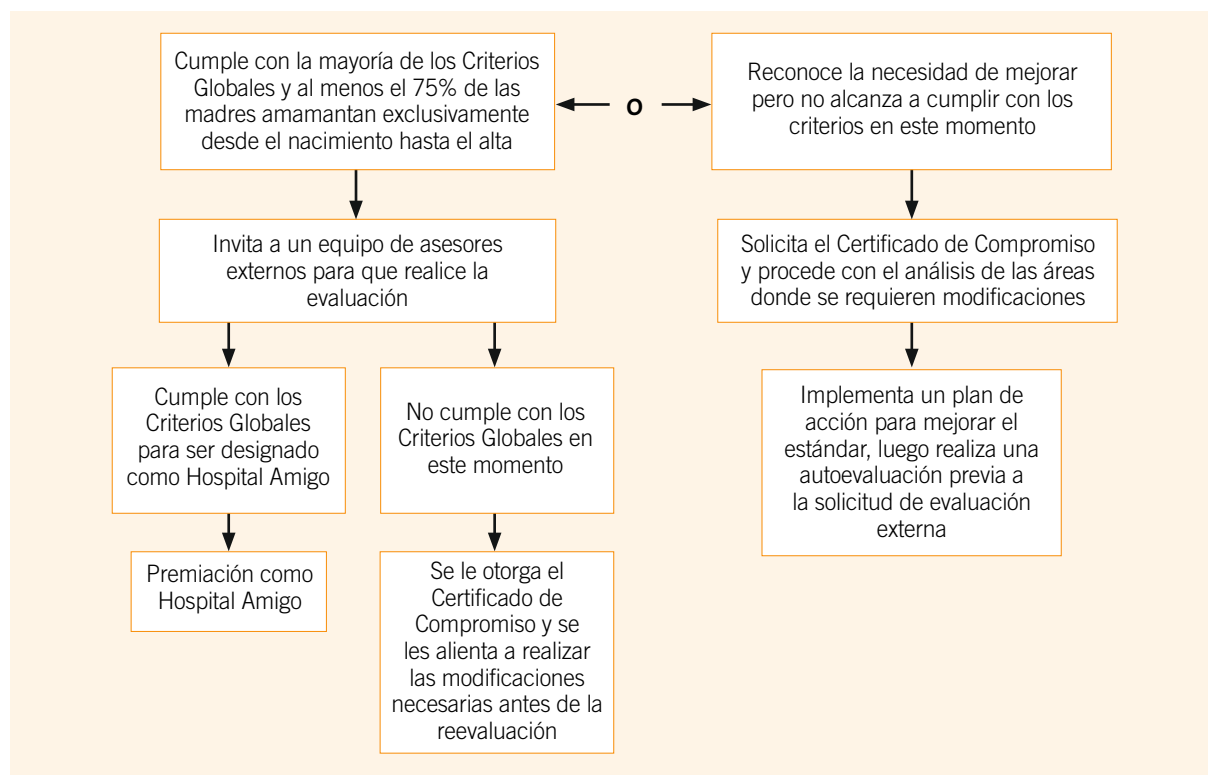 Cumple con la mayoría de los Criterios
Globales y al menos el 75% de las
madres amamantan exclusivamente
desde el nacimiento hasta el alta
O
Reconoce la necesidad de mejorar
pero no alcanza a cumplir con los
criterios en este momento
Invita a un equipo de asesores
externos para que realice la
evaluación
Solicita el Certificado de Compromiso
y procede con el análisis de las áreas
donde se requieren modificaciones
Cumple con los
Criterios Globales
para ser designado
como Hospital Amigo
No cumple con los
Criterios Globales en
este momento
Implementa un plan de
acción para mejorar el
estándar, luego realiza una
autoevaluación previa a
la solicitud de evaluación
externa
Premiación como
Hospital Amigo
Se le otorga el
Certificado de
Compromiso y se
les alienta a realizar
las modificaciones
necesarias antes de la
reevaluación